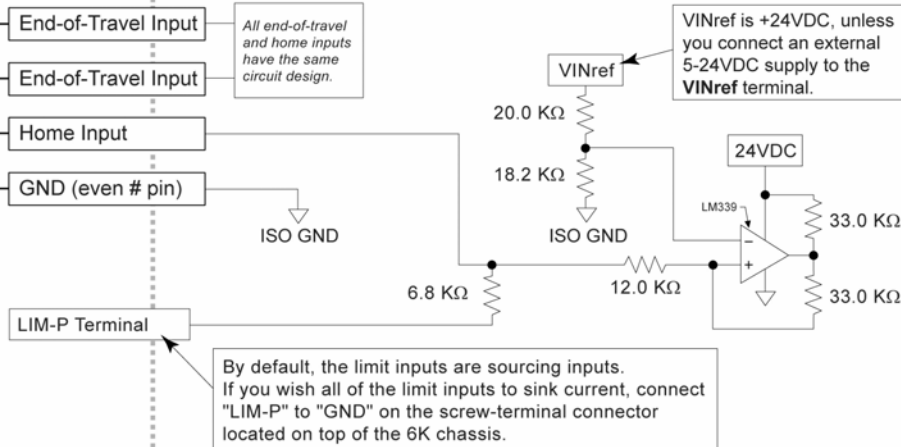 End-of-Travel Input
All end-of-travel
and home inputs
have the same
circuit design.
End-of-Travel Input
Home Input
GND (even # pin)
ISO GND
VINref
VINref is +24VDC, unless
you connect an external
5-24VDC supply to the
VINref terminal.
20.0 KΩ
18.2 KΩ
ISO GND
24VDC
LM339
−
+
33.0 KΩ
33.0 KΩ
12.0 KΩ
6.8 KΩ
LIM-P Terminal
By default, the limit inputs are sourcing inputs.
If you wish all of the limit inputs to sink current, connect
"LIM-P" to "GND" on the screw-terminal connector
located on top of the 6K chassis.